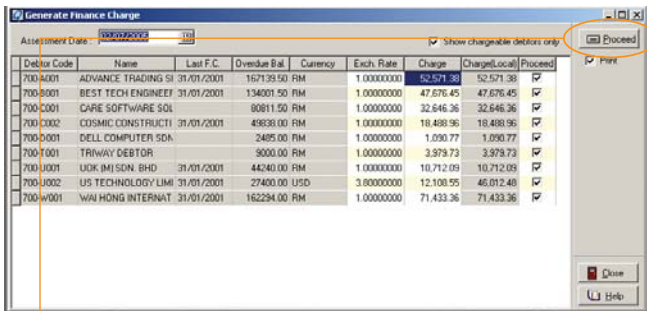 Generate Finance Charge
Assessment Date : 02/07/2005
Show chargeable debtors only
Proceed
Print
Debtor Code Name Last F.C. Overdue Bal. Currency Exch. Rate Charge Charge(Local) Proceed
700-A001 ADVANCE TRADING SI 31/01/2001 167139.50 RM 1.00000000 52,571.38 52,571.38
700-B001 BEST TECH ENGINEEF 31/01/2001 134001.50 RM 1.00000000 47,676.45 47,676.45
700-C001 CARE SOFTWARE SOL 80811.50 RM 1.00000000 32,646.36 32,646.36
700-C002 COSMIC CONSTRUCTI 31/01/2001 49838.00 RM 1.00000000 18,488.96 18,488.96
700-D001 DELL COMPUTER SDN 2485.00 RM 1.00000000 1,090.77 1,090.77
700-T001 TRIWAY DEBTOR 9000.00 RM 1.00000000 3,979.73 3,979.73
700-U001 UOK (M) SDN. BHD 31/01/2001 44240.00 RM 1.00000000 10,712.09 10,712.09
700-U002 US TECHNOLOGY LIMI 31/01/2001 27400.00 USD 3.80000000 12,108.55 46,012.48
700-W001 WAI HONG INTERNAT 31/01/2001 162294.00 RM 1.00000000 71,433.36 71,433.36
Close
Help